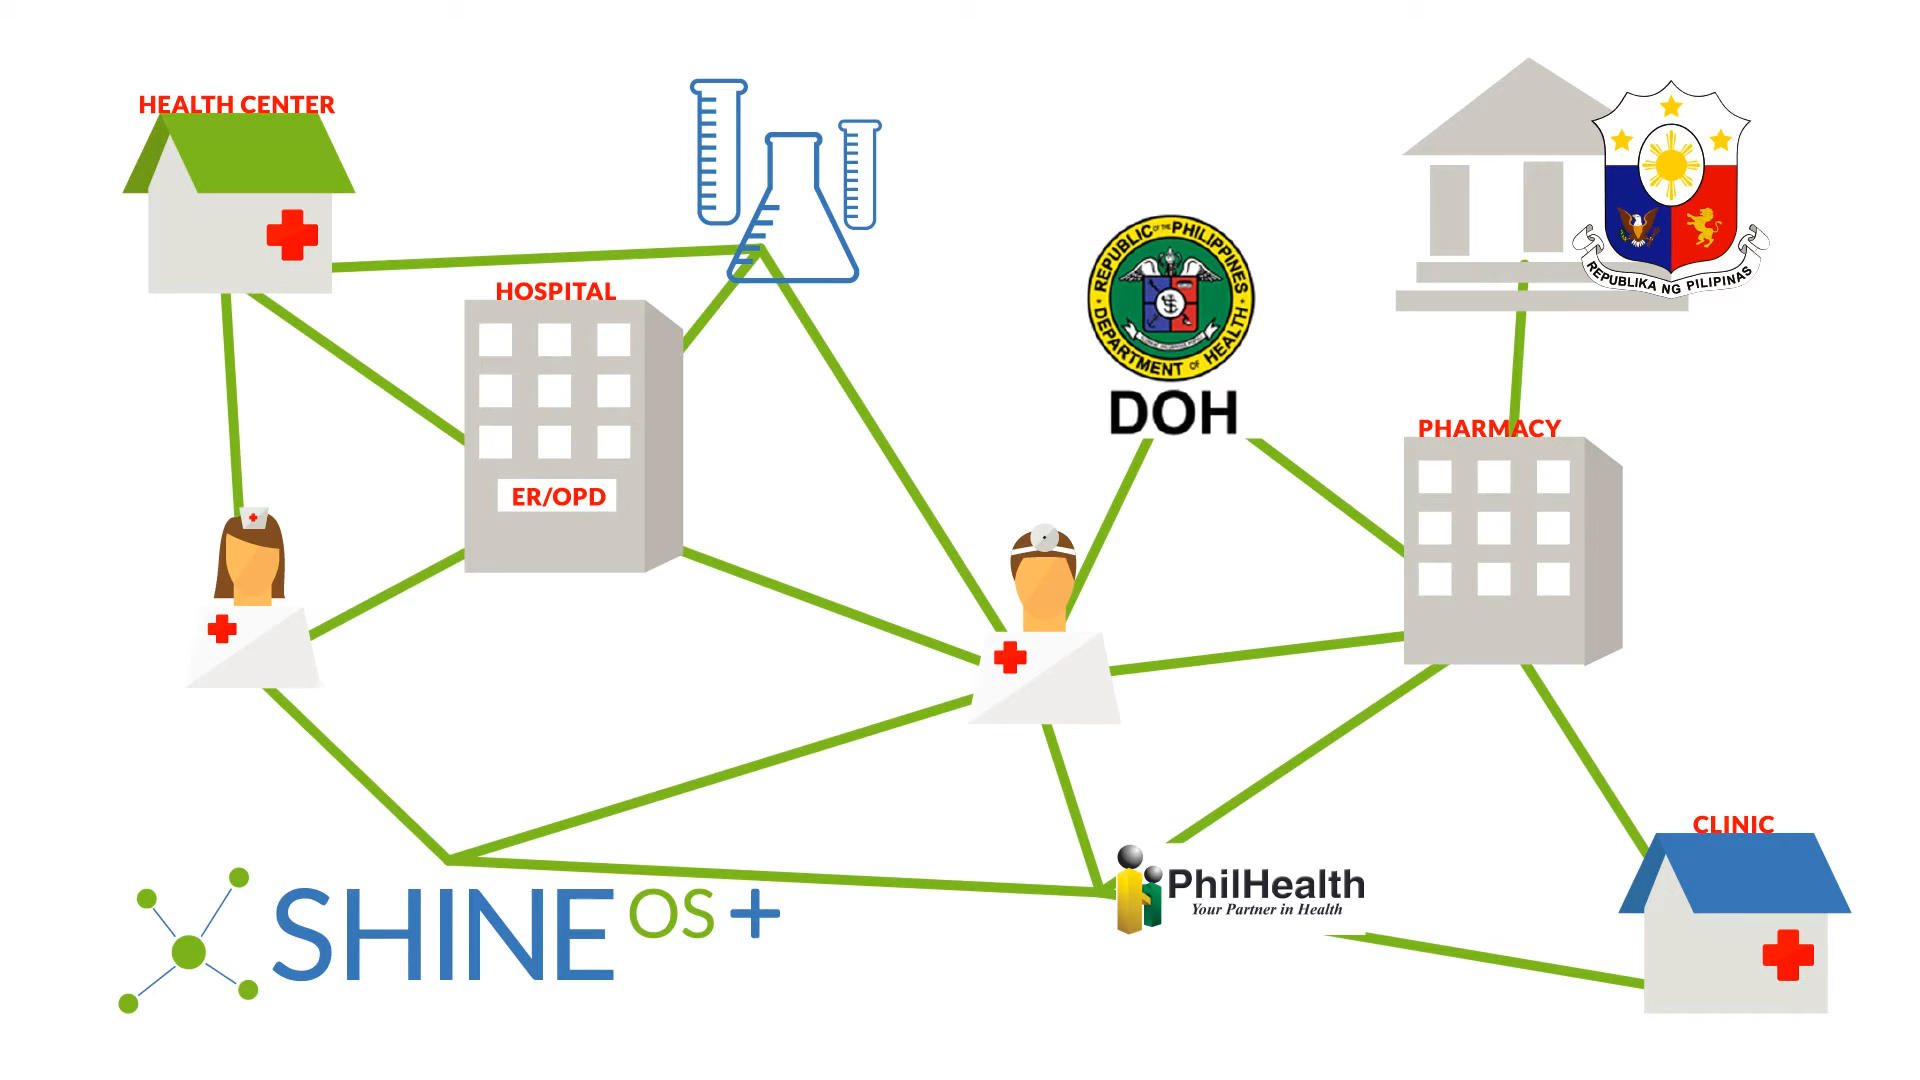 HEALTH CENTER
HOSPITAL
ER/OPD
REPUBLIC OF THE PHILIPPINES
DEPARTMENT OF HEALTH
DOH
REPUBLIKA NG PILIPINAS
PHARMACY
CLINIC
SHINE OS+
PhilHealth
Your Partner in Health